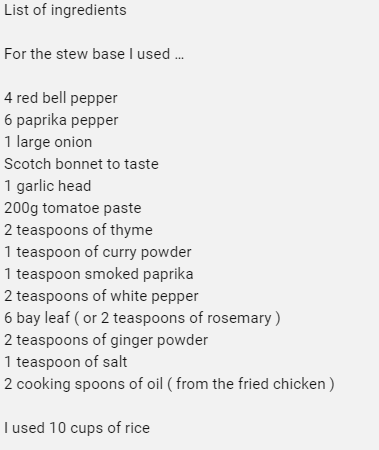 List of ingredients
For the stew base I used ...
4 red bell pepper
6 paprika pepper
1 large onion
Scotch bonnet to taste
1 garlic head
200g tomatoe paste
2 teaspoons of thyme
1 teaspoon of curry powder
1 teaspoon smoked paprika
2 teaspoons of white pepper
6 bay leaf ( or 2 teaspoons of rosemary )
2 teaspoons of ginger powder
1 teaspoon of salt
2 cooking spoons of oil ( from the fried chicken )
I used 10 cups of rice